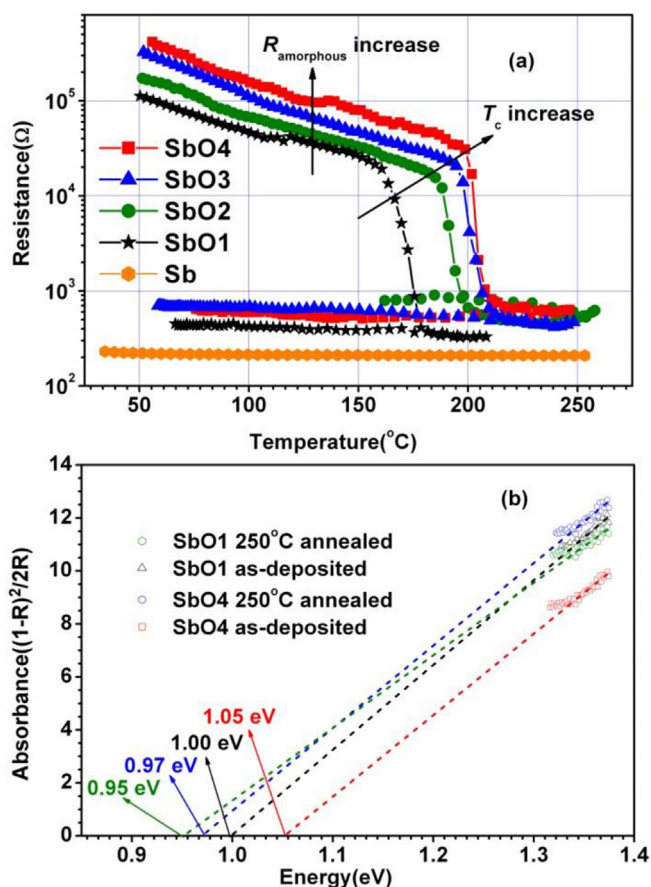 (a)
R_amorphous increase
T_c increase
SbO4
SbO3
SbO2
SbO1
Sb
Resistance(Ω)
10^5
10^4
10^3
10^2
50 100 150 200 250
Temperature(°C)
(b)
SbO1 250°C annealed
SbO1 as-deposited
SbO4 250°C annealed
SbO4 as-deposited
Absorbance((1-R)^2/2R)
14
12
10
8
6
4
2
0
1.05 eV
1.00 eV
0.97 eV
0.95 eV
0.9 1.0 1.1 1.2 1.3 1.4
Energy(eV)